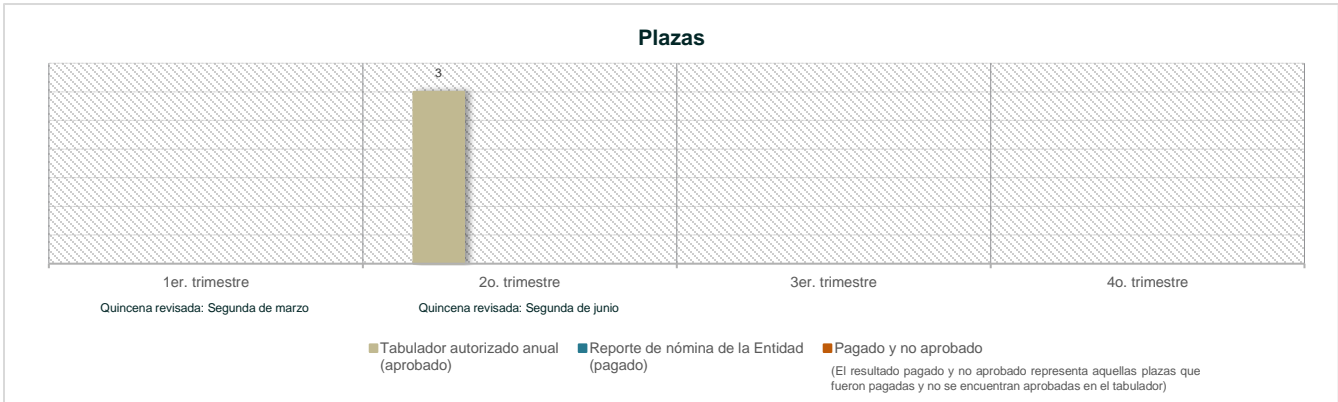 Plazas
3
1er. trimestre
2o. trimestre
3er. trimestre
4o. trimestre
Quincena revisada: Segunda de marzo
Quincena revisada: Segunda de junio
Tabulador autorizado anual
(aprobado)
Reporte de nómina de la Entidad
(pagado)
Pagado y no aprobado
(El resultado pagado y no aprobado representa aquellas plazas que
fueron pagadas y no se encuentran aprobadas en el tabulador)